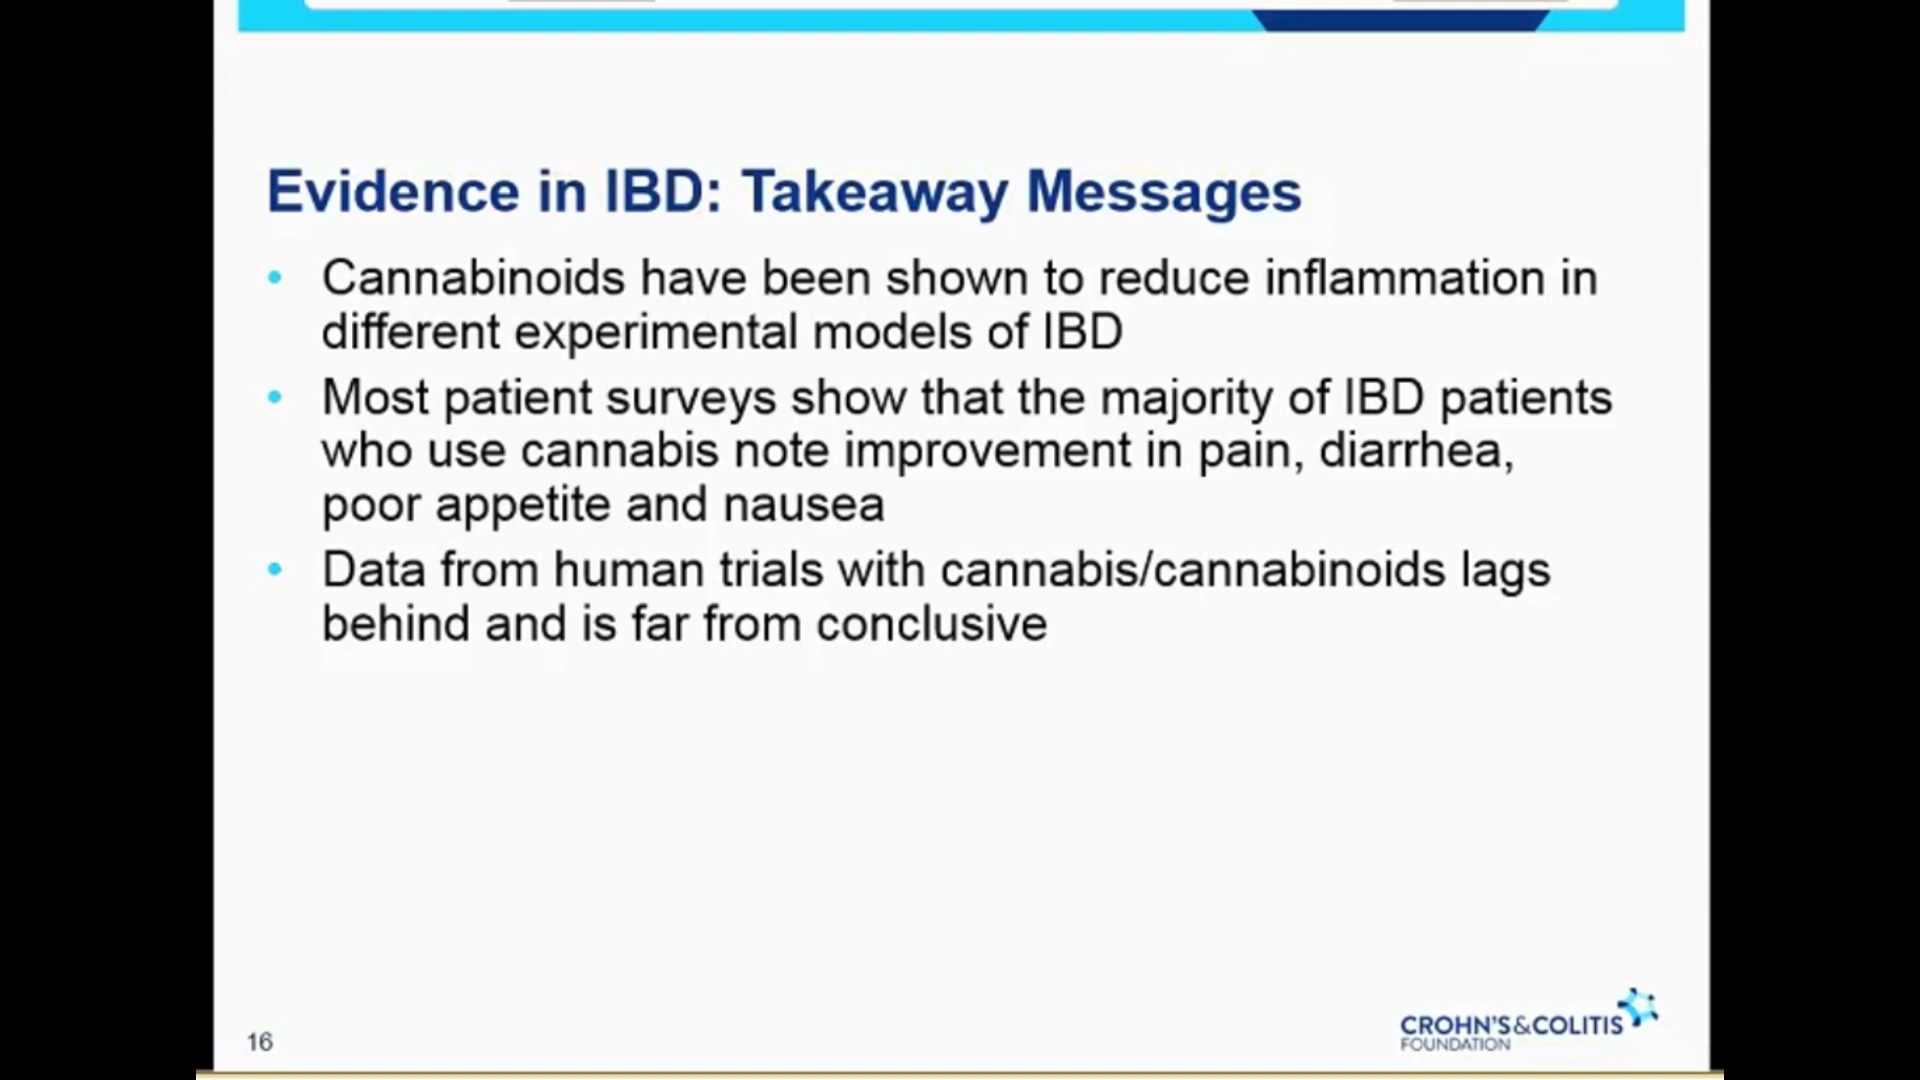 Evidence in IBD: Takeaway Messages
• Cannabinoids have been shown to reduce inflammation in
different experimental models of IBD
• Most patient surveys show that the majority of IBD patients
who use cannabis note improvement in pain, diarrhea,
poor appetite and nausea
• Data from human trials with cannabis/cannabinoids lags
behind and is far from conclusive
16
CROHN'S&COLITIS
FOUNDATION